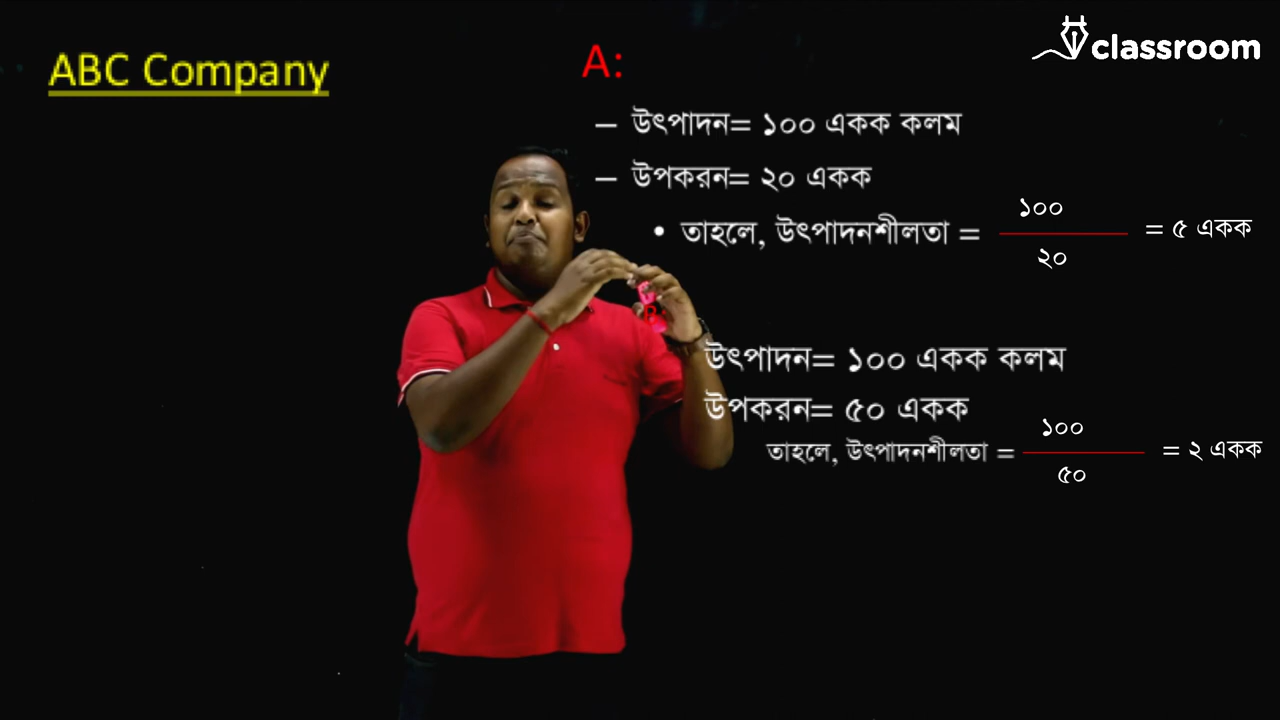 classroom
ABC Company
A:
– উৎপাদন= ১০০ একক কলম
– উপকরন= ২০ একক
• তাহলে, উৎপাদনশীলতা = ১০০
২০
= ৫ একক
উৎপাদন= ১০০ একক কলম
উপকরন= ৫০ একক
তাহলে, উৎপাদনশীলতা = ১০০
৫০
= ২ একক